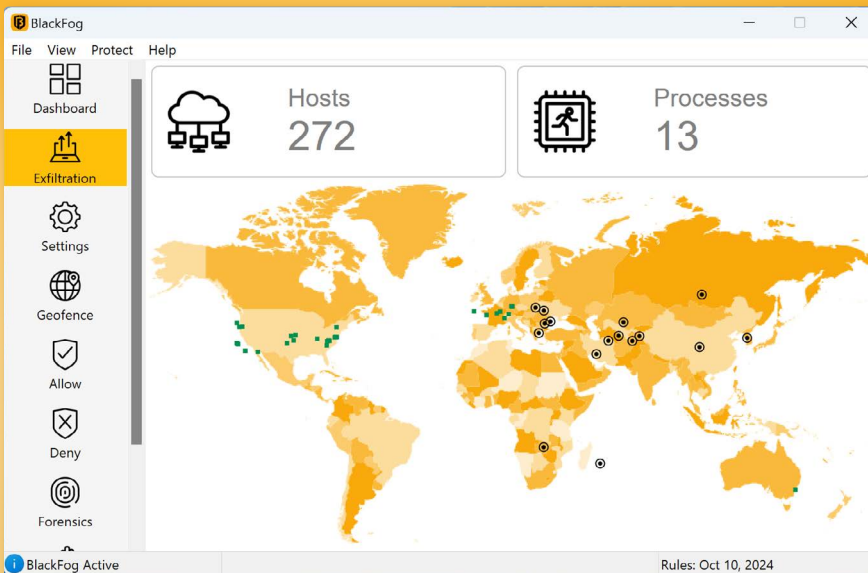 BlackFog
File View Protect Help
Dashboard
Exfiltration
Settings
Geofence
Allow
Deny
Forensics
Hosts
272
Processes
13
BlackFog Active
Rules: Oct 10, 2024